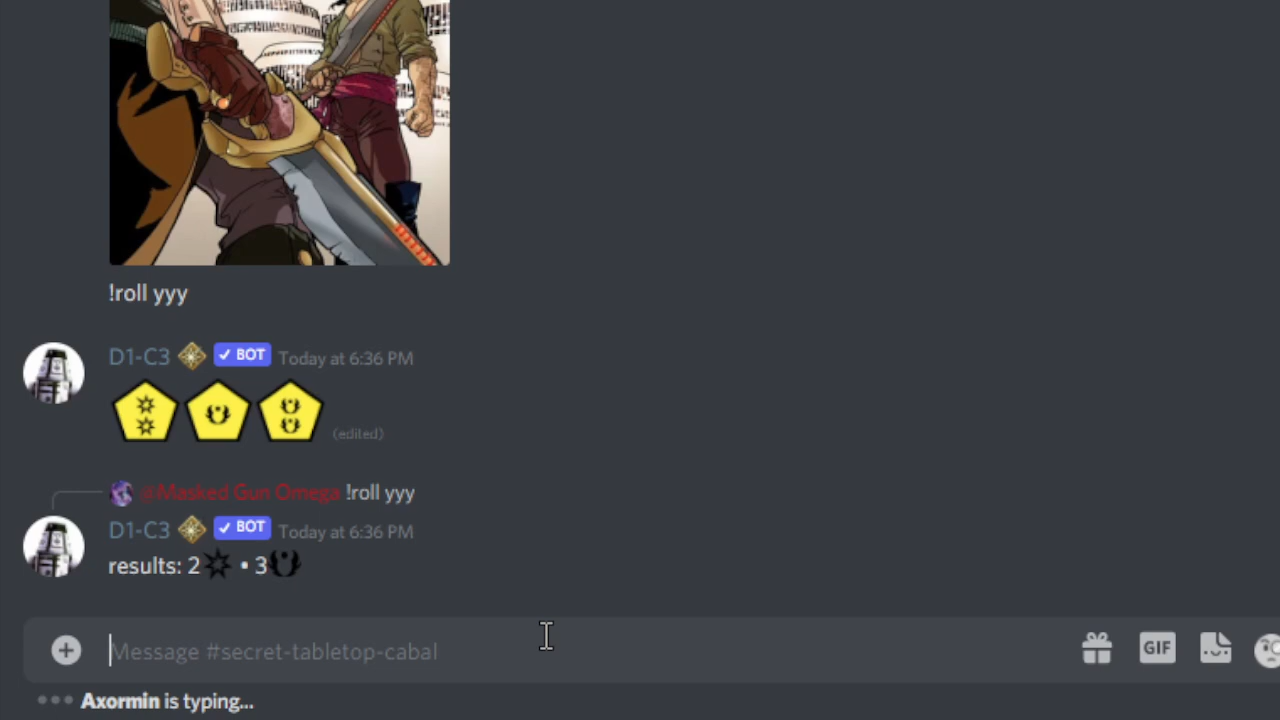 !roll yyy
D1-C3 ✓ BOT Today at 6:36 PM
(edited)
@Masked Gun Omega !roll yyy
D1-C3 ✓ BOT Today at 6:36 PM
results: 2 • 3
Message #secret-tabletop-cabal
GIF
Axormin is typing...